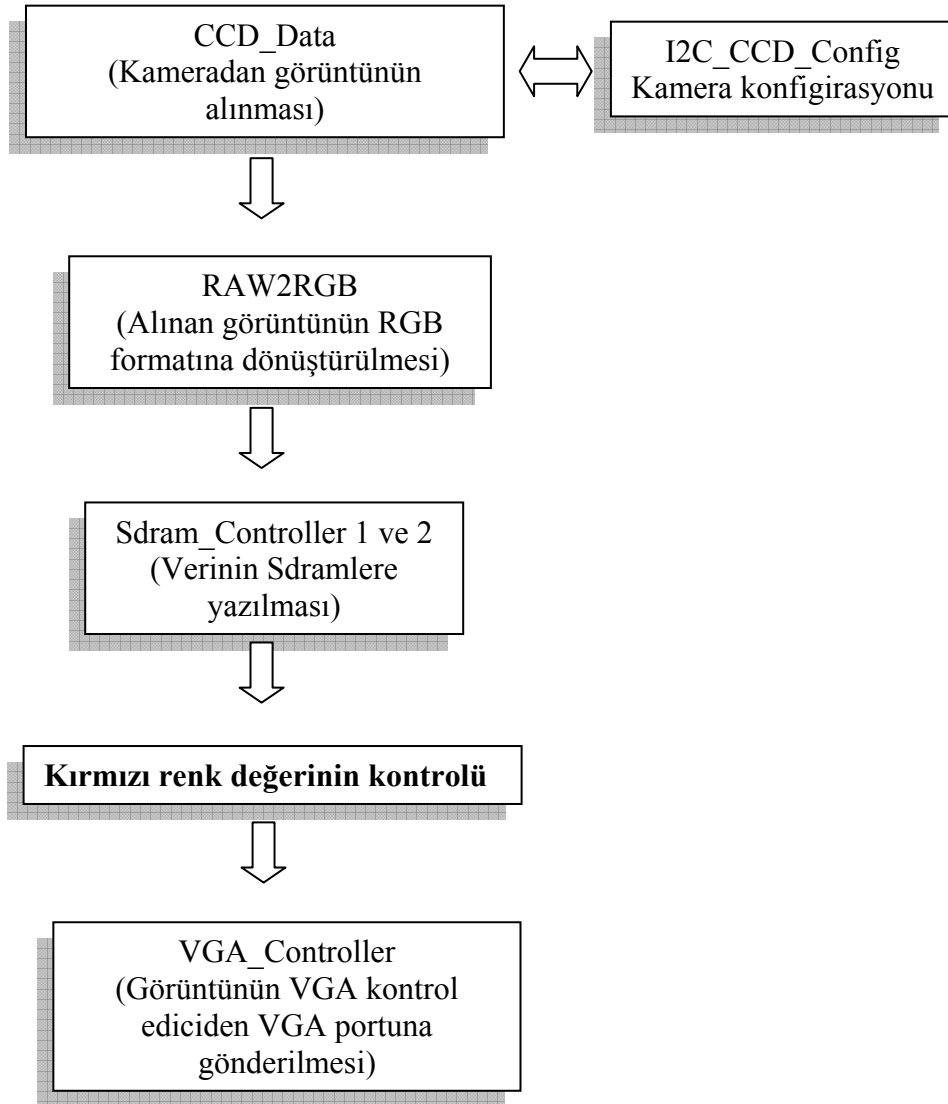 CCD_Data
(Kameradan görüntünün
alınması)
I2C_CCD_Config
Kamera konfigirasyonu
RAW2RGB
(Alınan görüntünün RGB
formatına dönüştürülmesi)
Sdram_Controller 1 ve 2
(Verinin Sdramlere
yazılması)
Kırmızı renk değerinin kontrolü
VGA_Controller
(Görüntünün VGA kontrol
ediciden VGA portuna
gönderilmesi)